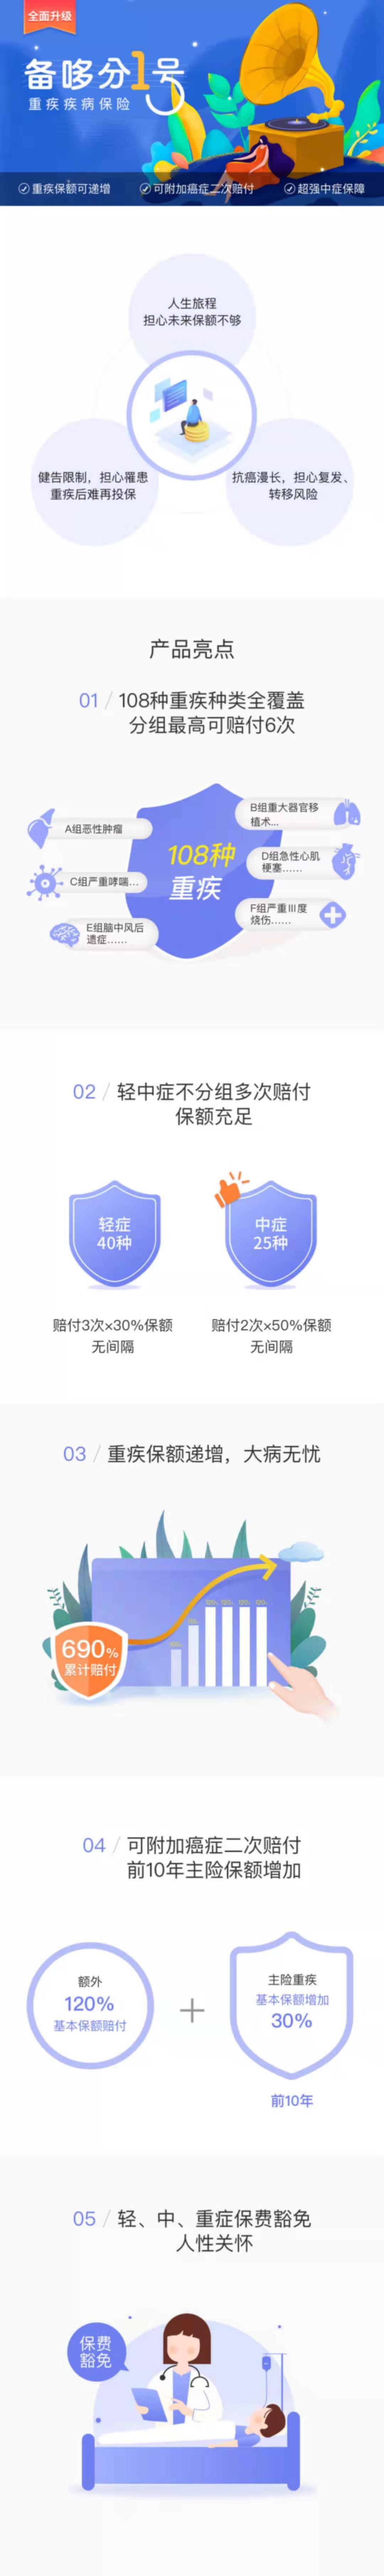 全面升级
备哆分1号
重疾疾病保险
重疾保额可递增 可附加癌症二次赔付 超强中症保障
人生旅程
担心未来保额不够
健告限制，担心罹患
重疾后难再投保
抗癌漫长，担心复发、
转移风险
产品亮点
01 / 108种重疾种类全覆盖
分组最高可赔付6次
B组重大器官移
植术...
A组恶性肿瘤
108种
重疾
D组急性心肌
梗塞......
C组严重哮喘...
F组严重III度
烧伤......
E组脑中风后
遗症......
02 / 轻中症不分组多次赔付
保额充足
轻症
40种
中症
25种
赔付3次×30%保额
无间隔
赔付2次×50%保额
无间隔
03 / 重疾保额递增，大病无忧
690%
累计赔付
04 / 可附加癌症二次赔付
前10年主险保额增加
额外
120%
基本保额赔付
+
主险重疾
基本保额增加
30%
前10年
05 / 轻、中、重症保费豁免
人性关怀
保费
豁免